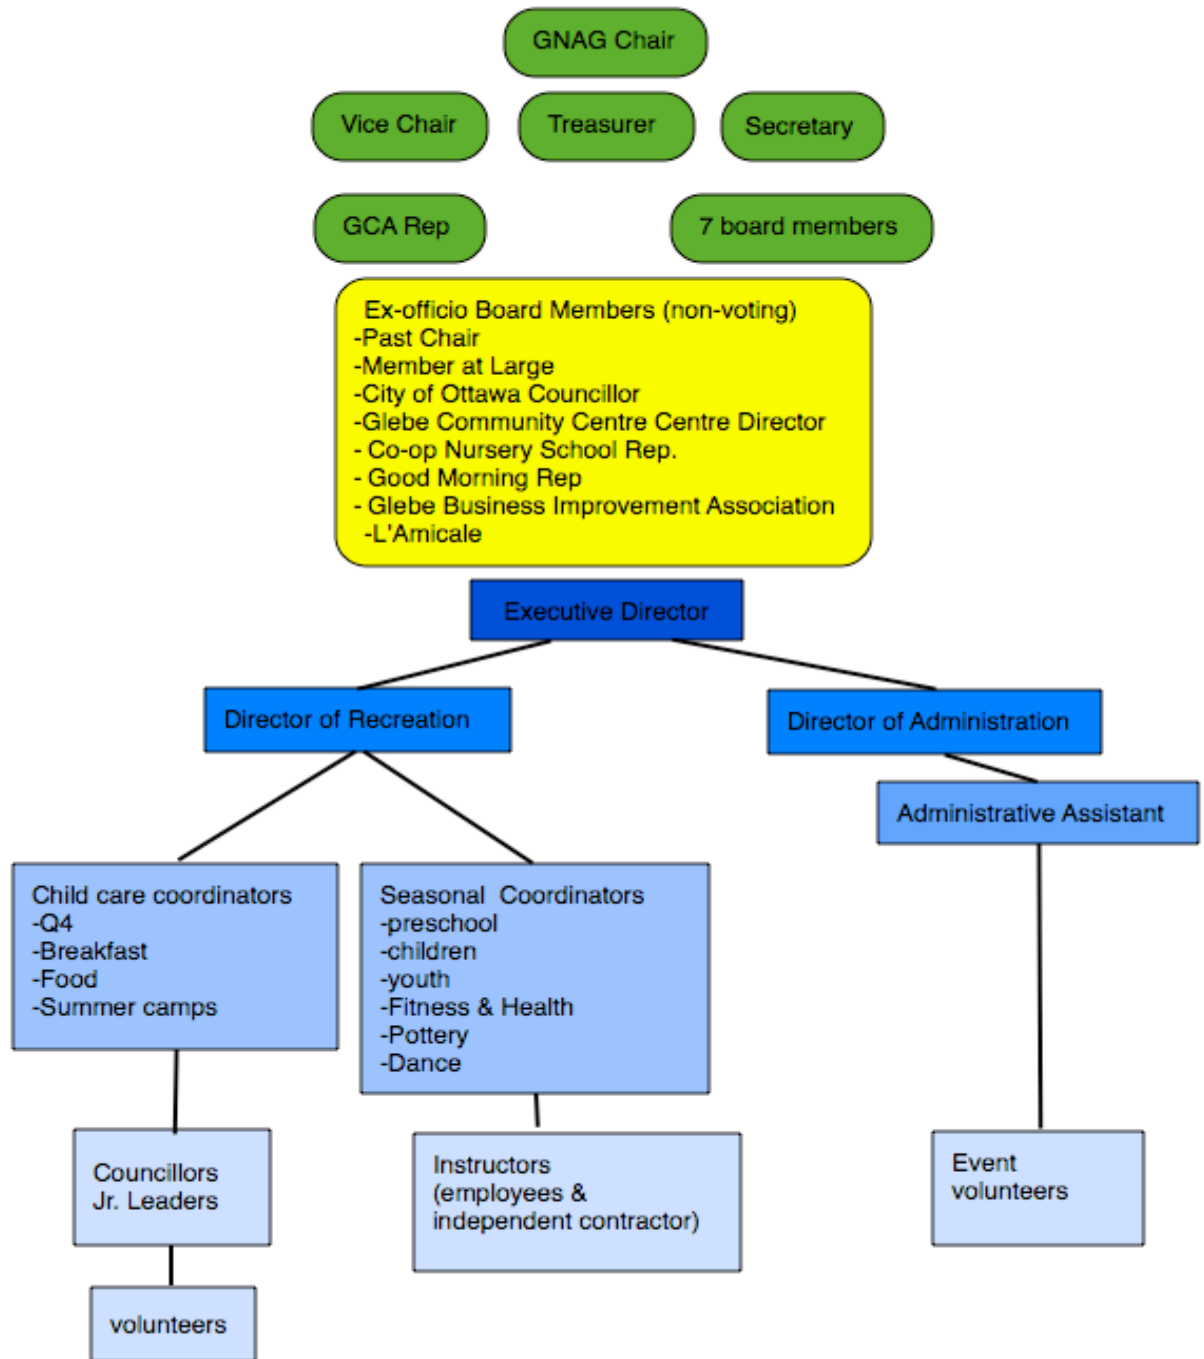 GNAG Chair
Vice Chair
Treasurer
Secretary
GCA Rep
7 board members
Ex-officio Board Members (non-voting)
-Past Chair
-Member at Large
-City of Ottawa Councillor
-Glebe Community Centre Centre Director
- Co-op Nursery School Rep.
- Good Morning Rep
- Glebe Business Improvement Association
-L'Amicale
Executive Director
Director of Recreation
Director of Administration
Administrative Assistant
Child care coordinators
-Q4
-Breakfast
-Food
-Summer camps
Seasonal  Coordinators
-preschool
-children
-youth
-Fitness & Health
-Pottery
-Dance
Councillors
Jr. Leaders
Instructors
(employees &
independent contractor)
Event
volunteers
volunteers